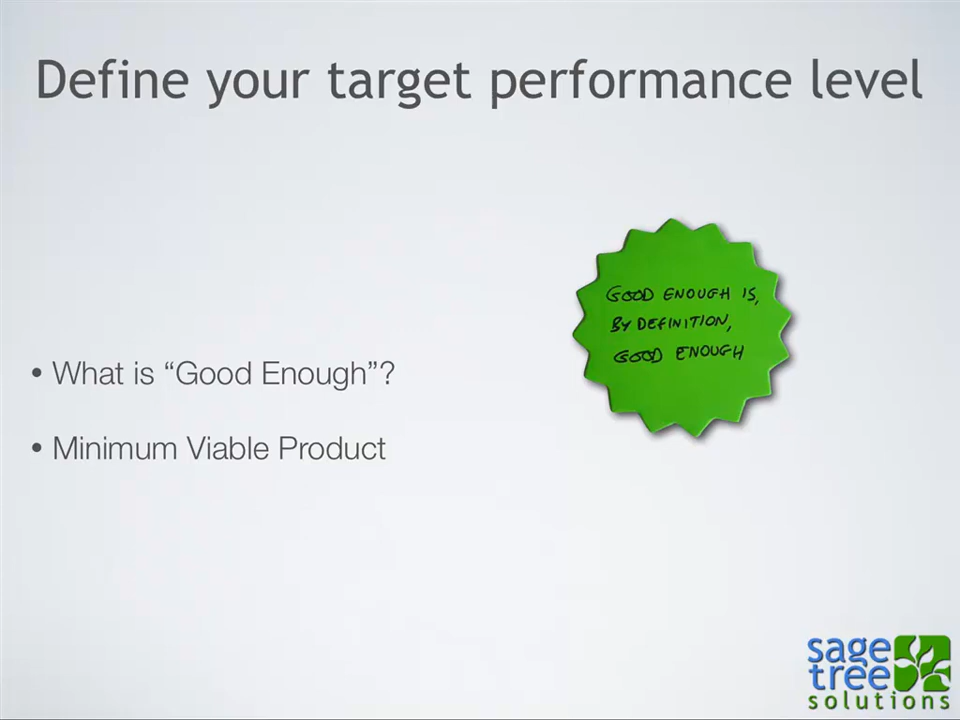 Define your target performance level
GOOD ENOUGH IS,
BY DEFINITION,
GOOD ENOUGH
• What is “Good Enough”?
• Minimum Viable Product
sage
tree
solutions